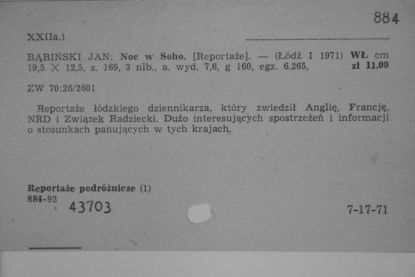 884
XXIIa.1
BĄBIŃSKI JAN: Noc w Soho. [Reportaże]. — (Łódź I 1971) WŁ cm
19,5 X 12,5, s. 169, 3 nlb., a. wyd. 7,6, g 160, egz. 6.265, zł 11.00
ZW 70:26/2601
Reportaże łódzkiego dziennikarza, który zwiedził Anglię, Francję,
NRD i Związek Radziecki. Dużo interesujących spostrzeżeń i informacji
o stosunkach panujących w tych krajach.
Reportaże podróżnicze (1)
884-92
43703
7-17-71